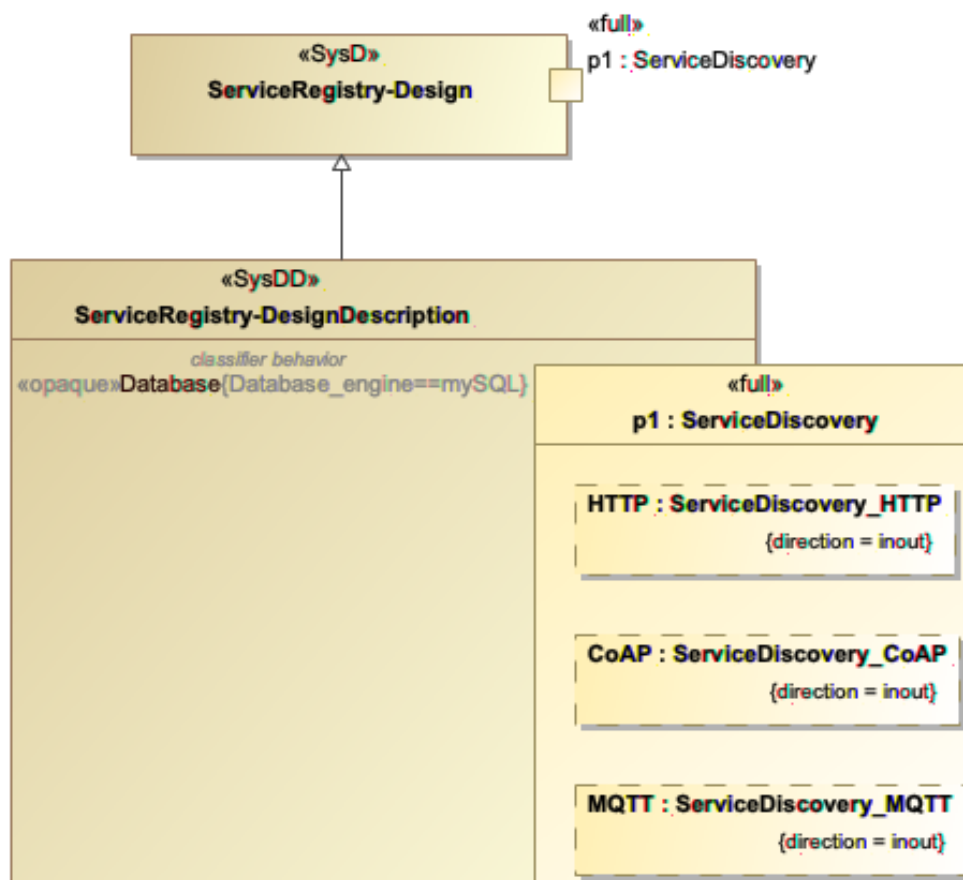 «full»
p1 : ServiceDiscovery
«SysD»
ServiceRegistry-Design
«SysDD»
ServiceRegistry-DesignDescription
classifier behavior
«opaque»Database{Database_engine==mySQL}
«full»
p1 : ServiceDiscovery
HTTP : ServiceDiscovery_HTTP
{direction = inout}
CoAP : ServiceDiscovery_CoAP
{direction = inout}
MQTT : ServiceDiscovery_MQTT
{direction = inout}